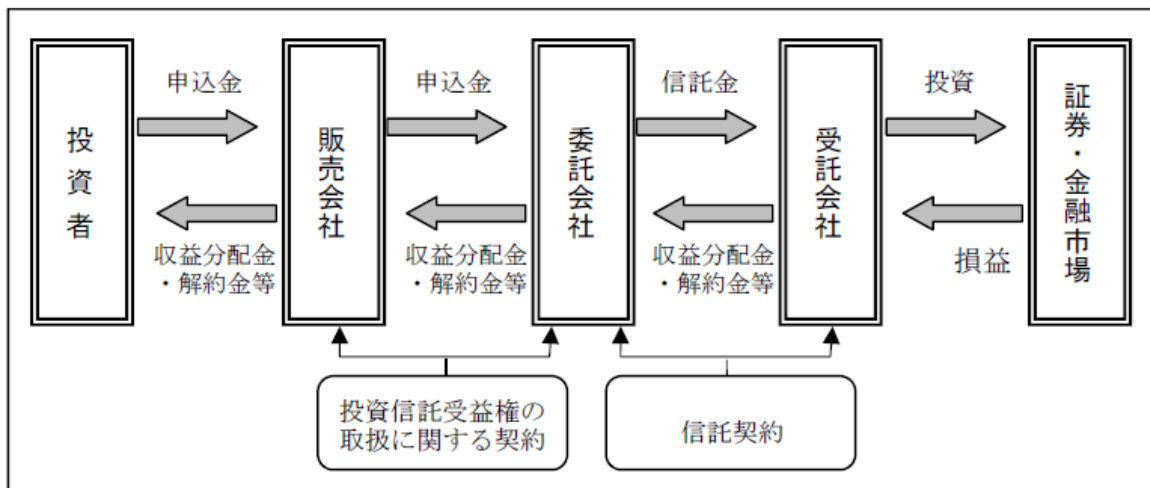 投資者
申込金
収益分配金
・解約金等
販売会社
申込金
収益分配金
・解約金等
委託会社
信託金
収益分配金
・解約金等
受託会社
投資
損益
証券・金融市場
投資信託受益権の
取扱に関する契約
信託契約